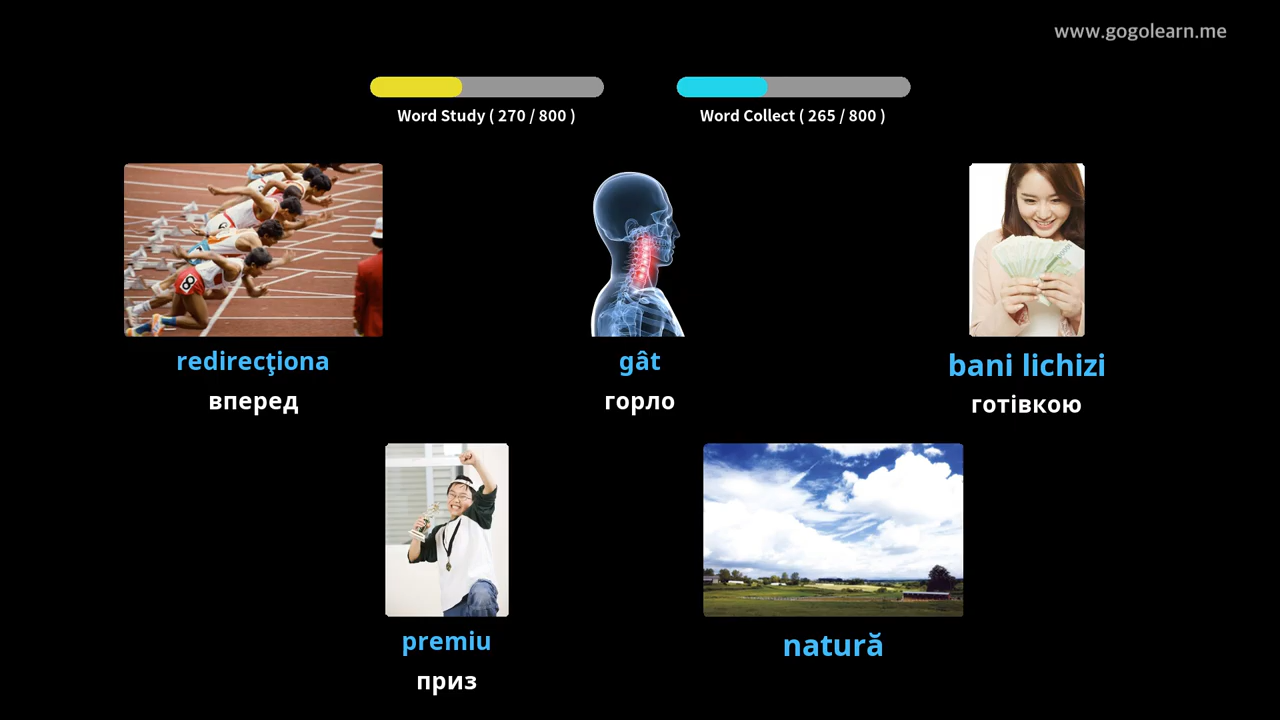 www.gogolearn.me
Word Study ( 270 / 800 )
Word Collect ( 265 / 800 )
redirecţiona
вперед
gât
горло
bani lichizi
готівкою
premiu
приз
natură